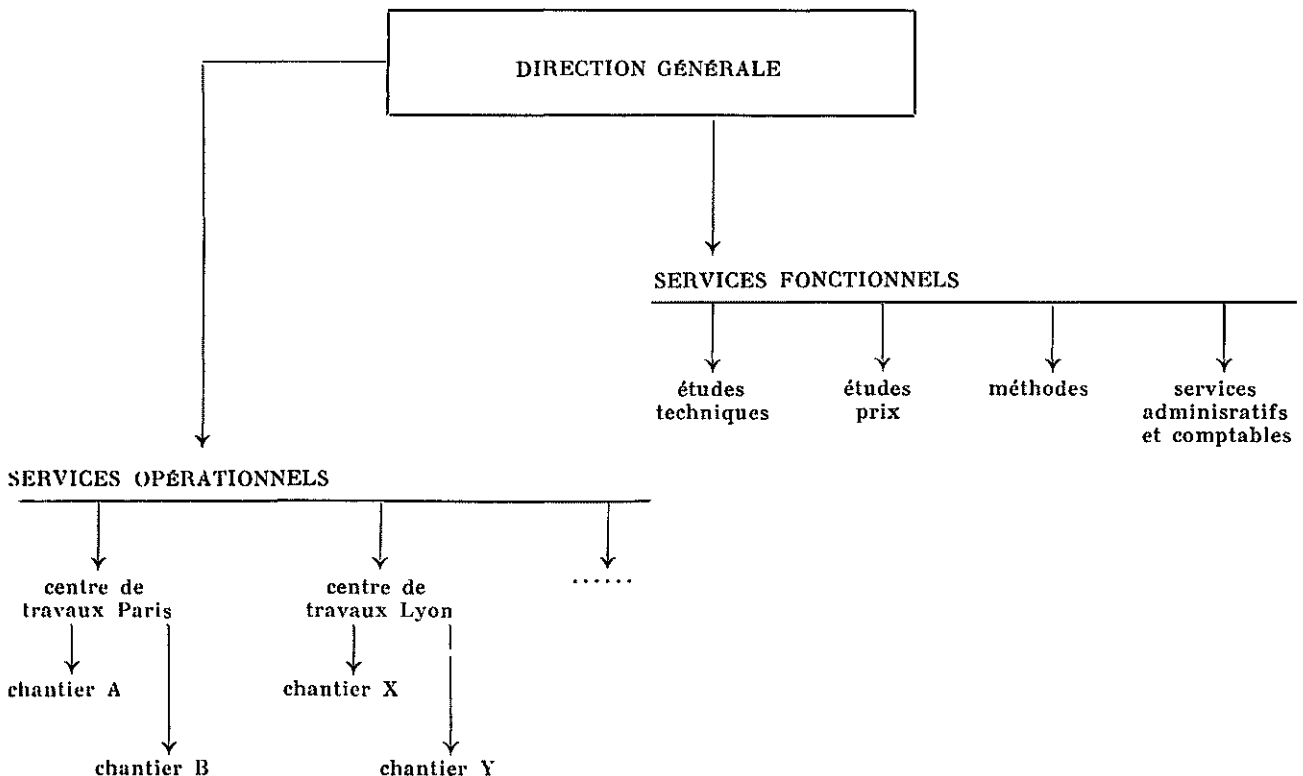 DIRECTION GÉNÉRALE
SERVICES FONCTIONNELS
études
techniques
études
prix
méthodes
services
adminisratifs
et comptables
SERVICES OPÉRATIONNELS
centre de
travaux Paris
centre de
travaux Lyon
......
chantier A
chantier X
chantier B
chantier Y